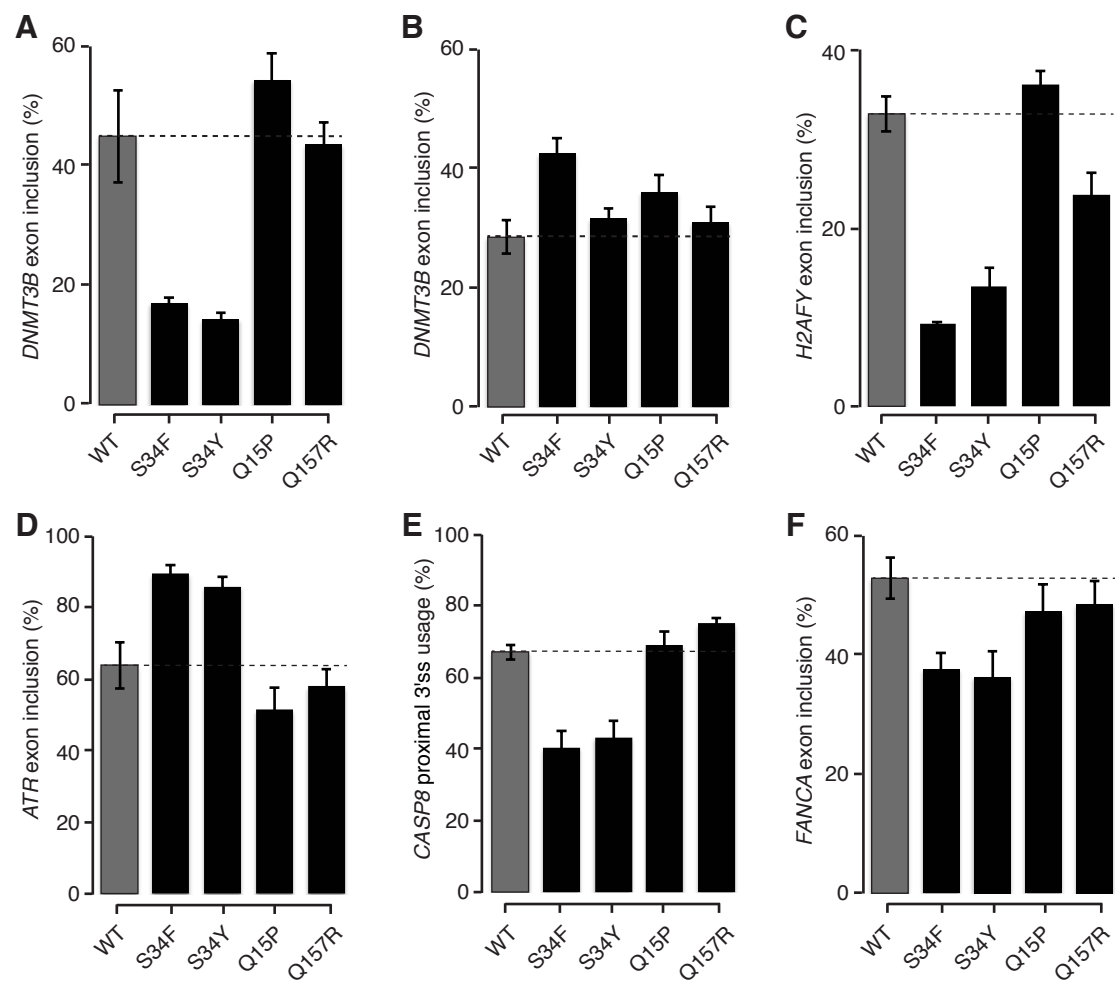 A
DNMT3B exon inclusion (%)
60
40
20
0
WT
S34F
S34Y
Q15P
Q157R
B
DNMT3B exon inclusion (%)
60
40
20
0
WT
S34F
S34Y
Q15P
Q157R
C
H2AFY exon inclusion (%)
40
20
0
WT
S34F
S34Y
Q15P
Q157R
D
ATR exon inclusion (%)
100
80
60
40
20
0
WT
S34F
S34Y
Q15P
Q157R
E
CASP8 proximal 3'ss usage (%)
100
80
60
40
20
0
WT
S34F
S34Y
Q15P
Q157R
F
FANCA exon inclusion (%)
60
40
20
0
WT
S34F
S34Y
Q15P
Q157R